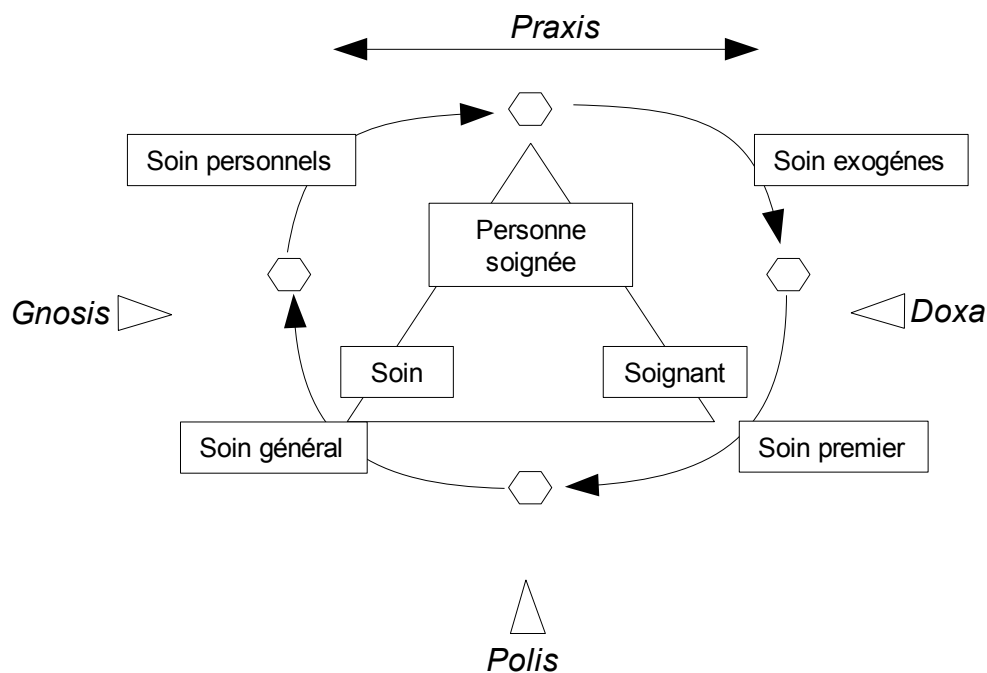 Praxis
Soin personnels
Soin exogénes
Personne
soignée
Gnosis
Doxa
Soin
Soignant
Soin général
Soin premier
Polis